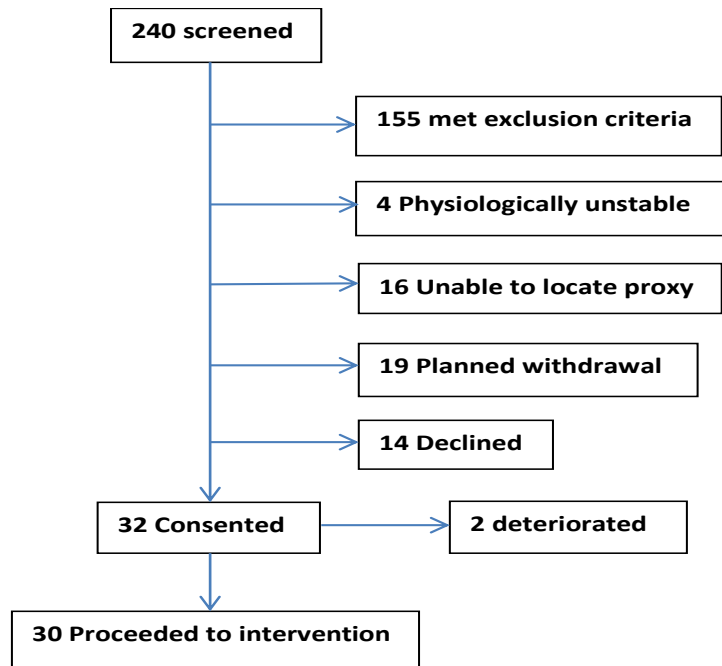 240 screened
155 met exclusion criteria
4 Physiologically unstable
16 Unable to locate proxy
19 Planned withdrawal
14 Declined
32 Consented
2 deteriorated
30 Proceeded to intervention